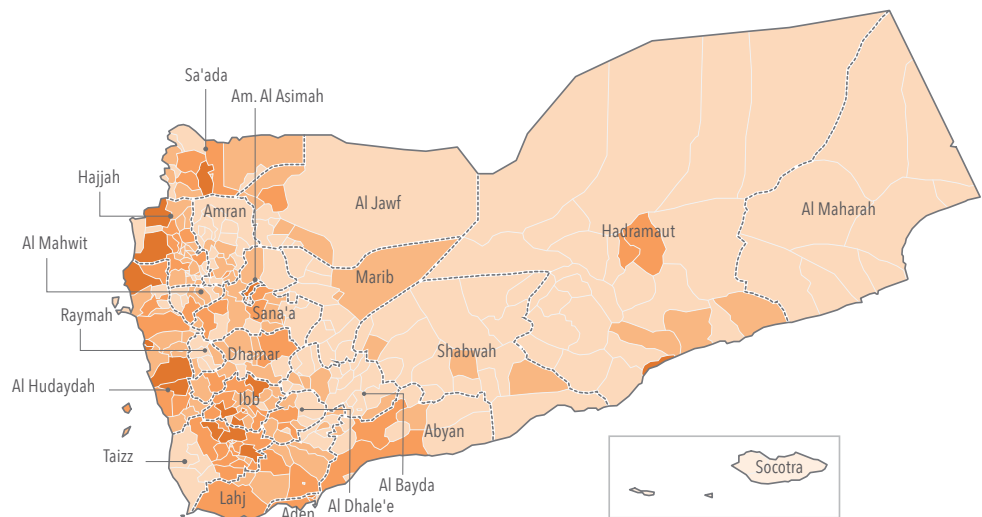 Sa'ada
Am. Al Asimah
Hajjah
Amran
Al Jawf
Al Maharah
Hadramaut
Al Mahwit
Marib
Raymah
Sana'a
Dhamar
Shabwah
Al Hudaydah
Ibb
Abyan
Taizz
Socotra
Al Bayda
Lahj
Al Dhale'e
Aden